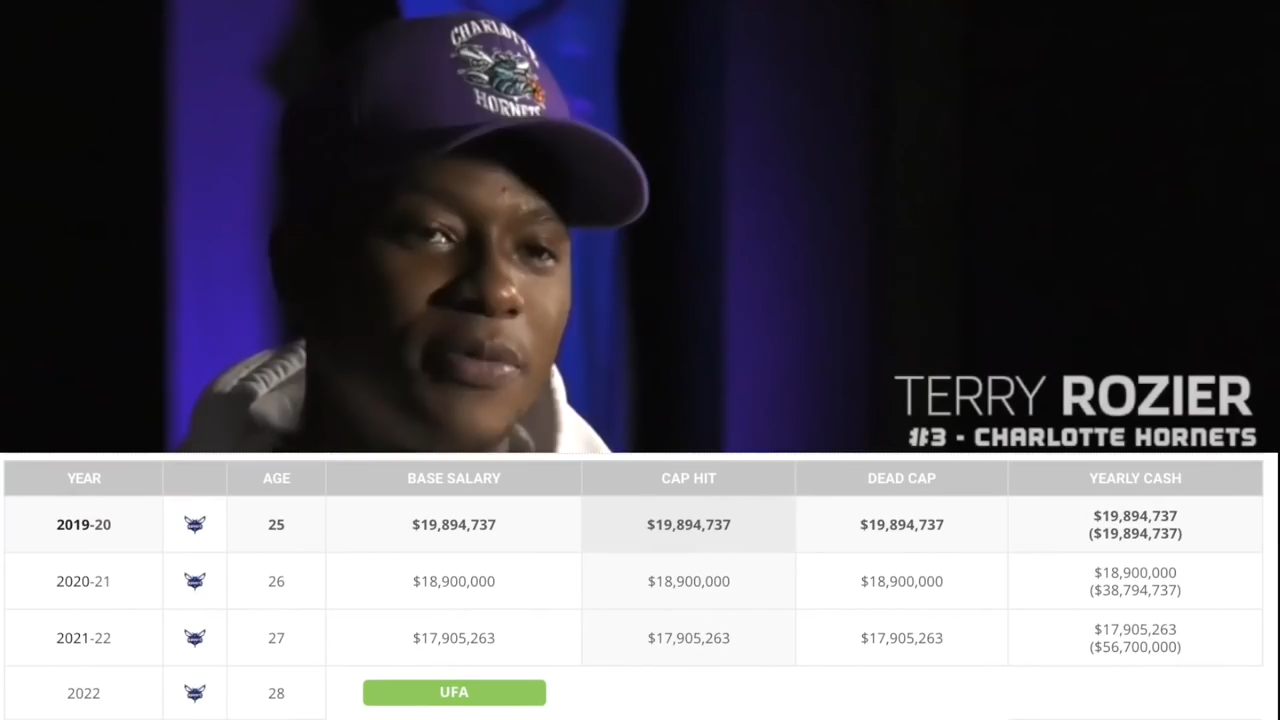 CHARLOTTE
HORNETS
TERRY ROZIER
#3 - CHARLOTTE HORNETS
YEAR AGE BASE SALARY CAP HIT DEAD CAP YEARLY CASH
2019-20 25 $19,894,737 $19,894,737 $19,894,737 $19,894,737
($19,894,737)
2020-21 26 $18,900,000 $18,900,000 $18,900,000 $18,900,000
($38,794,737)
2021-22 27 $17,905,263 $17,905,263 $17,905,263 $17,905,263
($56,700,000)
2022 28 UFA